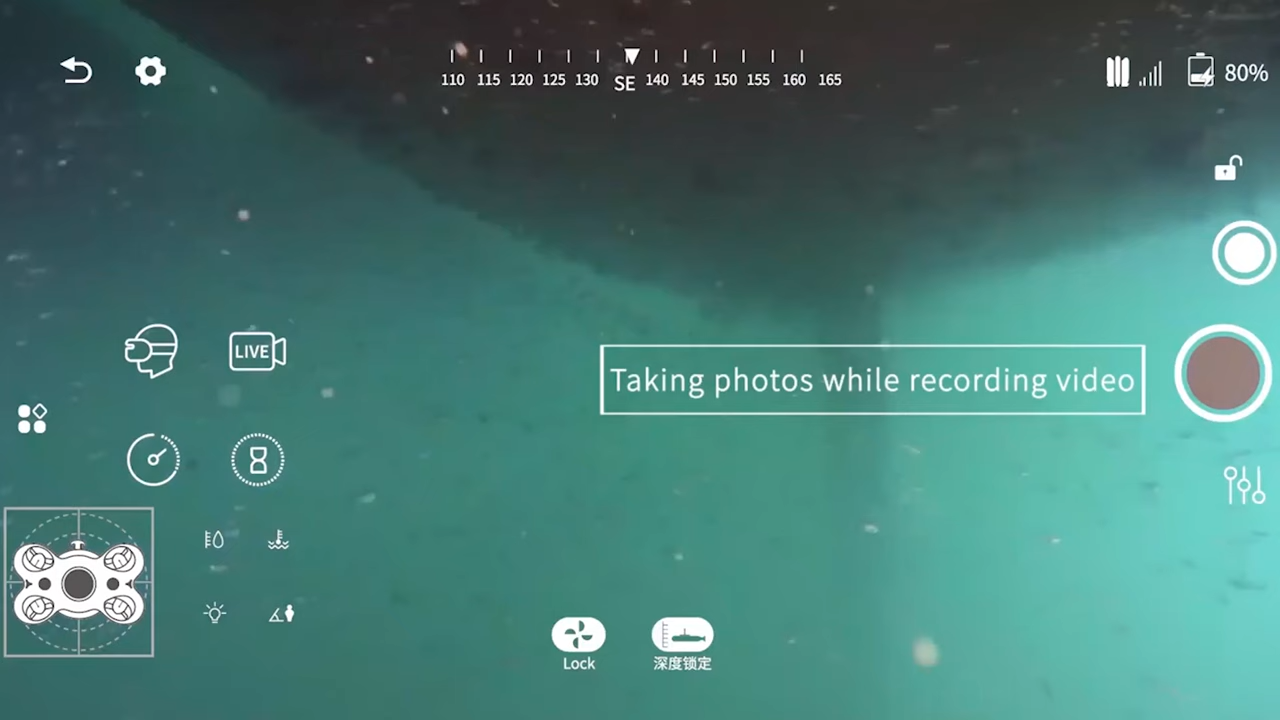 110 115 120 125 130 SE 140 145 150 155 160 165
80%
LIVE
Taking photos while recording video
Lock
深度锁定